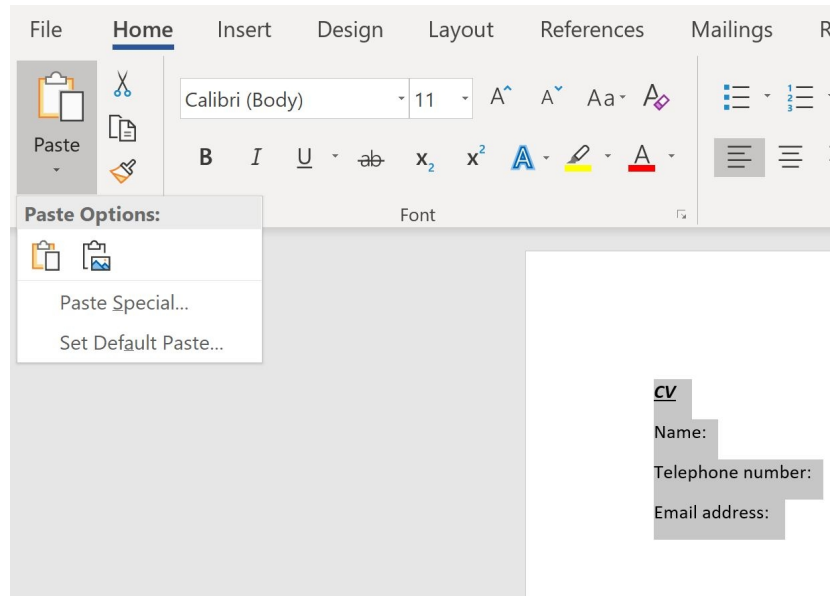 File Home Insert Design Layout References Mailings R
Calibri (Body) 11 A A Aa A
Paste
B I U ab x2 x2 A A
Paste Options:
Font
Paste Special...
Set Default Paste...
CV
Name:
Telephone number:
Email address: